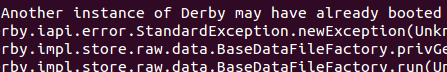 Another instance of Derby may have already booted
rby.iapi.error.StandardException.newException(Unkn
rby.impl.store.raw.data.BaseDataFileFactory.privGe
rby.impl.store.raw.data.BaseDataFileFactory.run(Un